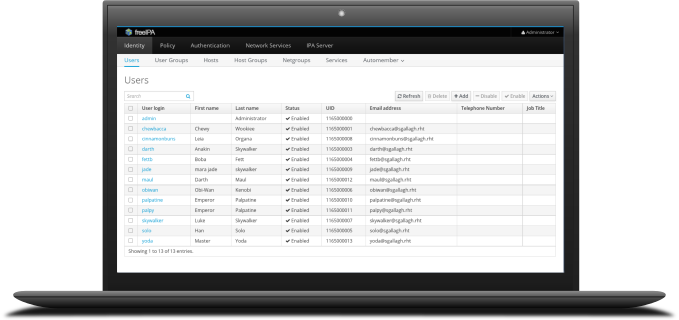 freeIPA
Administrator
Identity Policy Authentication Network Services IPA Server
Users User Groups Hosts Host Groups Netgroups Services Automember
Users
Search Refresh Delete Add Disable Enable Actions
User login First name Last name Status UID Email address Telephone Number Job Title
admin Administrator Enabled 1165000000
chewbacca Chewy Wookiee Enabled 1165000001 chewbacca@sgallagh.rht
cinnamonbuns Leia Organa Enabled 1165000008 cinnamonbuns@sgallagh.rht
darth Anakin Skywalker Enabled 1165000003 darth@sgallagh.rht
fettb Boba Fett Enabled 1165000004 fettb@sgallagh.rht
jade mara jade skywalker Enabled 1165000009 jade@sgallagh.rht
maul Darth Maul Enabled 1165000012 maul@sgallagh.rht
obiwan Obi-Wan Kenobi Enabled 1165000006 obiwan@sgallagh.rht
palpatine Emperor Palpatine Enabled 1165000010 palpatine@sgallagh.rht
palpy Emperor Palpatine Enabled 1165000011 palpy@sgallagh.rht
skywalker Luke Skywalker Enabled 1165000007 skywalker@sgallagh.rht
solo Han Solo Enabled 1165000005 solo@sgallagh.rht
yoda Master Yoda Enabled 1165000013 yoda@sgallagh.rht
Showing 1 to 13 of 13 entries.